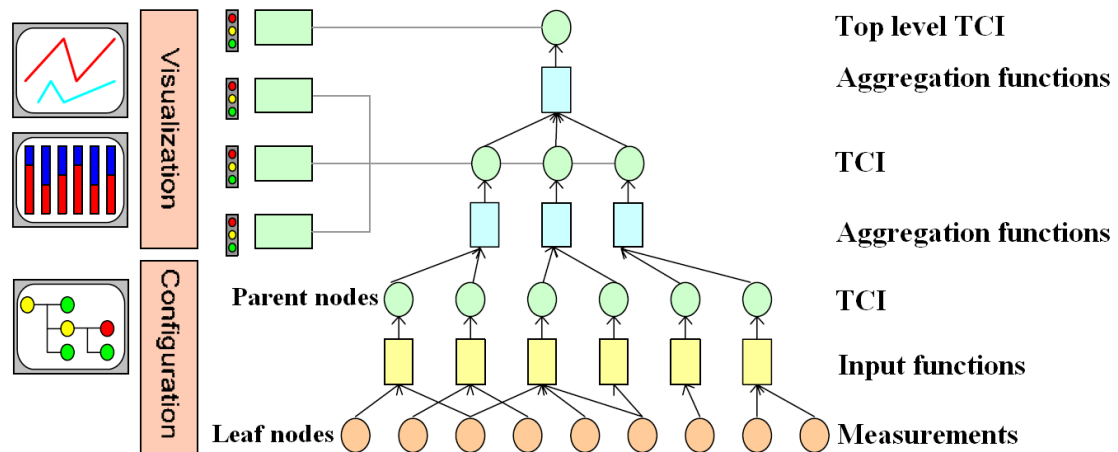 Top level TCI
Visualization
Aggregation functions
TCI
Aggregation functions
Configuration
Parent nodes
TCI
Input functions
Leaf nodes
Measurements